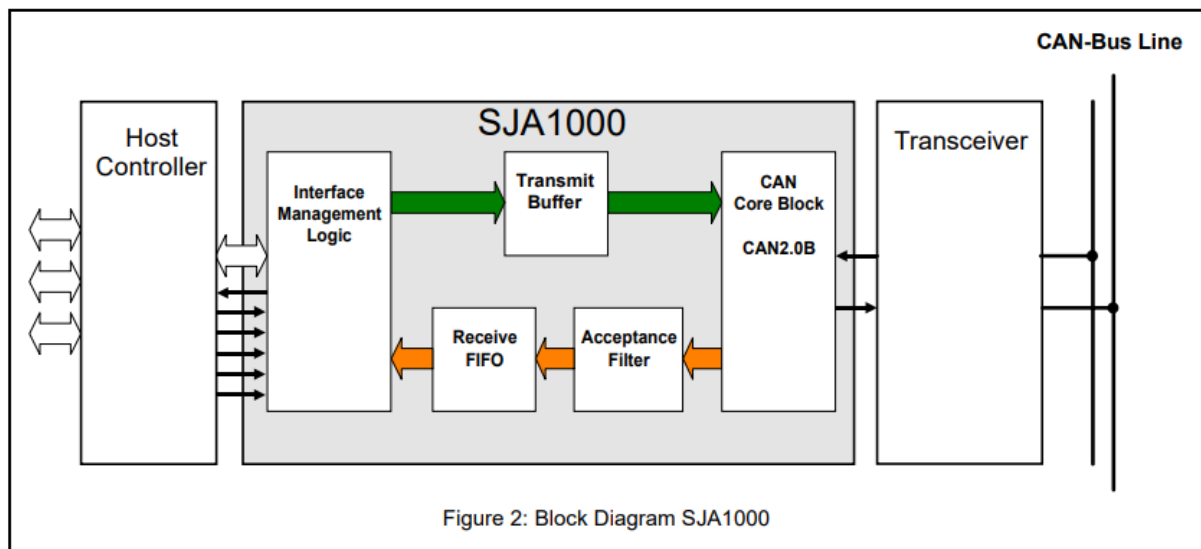 CAN-Bus Line
SJA1000
Host
Controller
Transceiver
Interface
Management
Logic
Transmit
Buffer
CAN
Core Block
CAN2.0B
Receive
FIFO
Acceptance
Filter
Figure 2: Block Diagram SJA1000